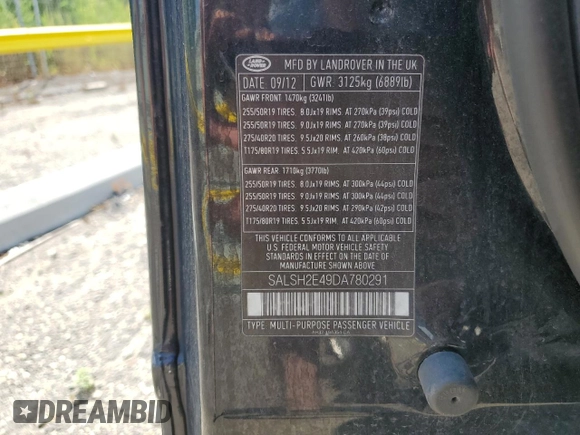 LAND ROVER
MFD BY LANDROVER IN THE UK
DATE 09/12 GWR 3125kg (6889lb)
GAWR FRONT 1470kg (3241lb)
255/50R19 TIRES. 8.0Jx19 RIMS. AT 270kPa (39psi) COLD
255/50R19 TIRES. 9.0Jx19 RIMS. AT 270kPa (39psi) COLD
275/40R20 TIRES. 9.5Jx20 RIMS. AT 260kPa (38psi) COLD
T175/80R19 TIRES 5.5Jx19 RIM. AT 420kPa (60psi) COLD
GAWR REAR 1710kg (3770lb)
255/50R19 TIRES. 8.0Jx19 RIMS. AT 300kPa (44psi) COLD
255/50R19 TIRES. 9.0Jx19 RIMS. AT 300kPa (44psi) COLD
275/40R20 TIRES. 9.5Jx20 RIMS. AT 290kPa (42psi) COLD
T175/80R19 TIRES 5.5Jx19 RIM. AT 420kPa (60psi) COLD
THIS VEHICLE CONFORMS TO ALL APPLICABLE
U.S. FEDERAL MOTOR VEHICLE SAFETY
STANDARDS IN EFFECT ON THE DATE OF
MANUFACTURE SHOWN ABOVE.
SALSH2E49DA780291
TYPE MULTI-PURPOSE PASSENGER VEHICLE
DREAMBID